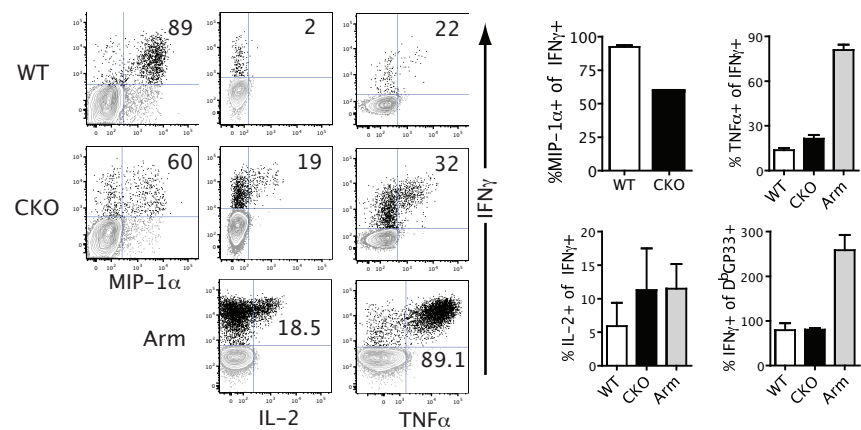 89
2
22
WT
60
19
32
CKO
MIP-1α
18.5
89.1
Arm
IL-2
TNFα
IFNγ
%MIP-1α+ of IFNγ+
100
75
50
25
0
WT
CKO
% TNFα+ of IFNγ+
90
60
30
0
WT
CKO
Arm
% IL-2+ of IFNγ+
20
15
10
5
0
WT
CKO
Arm
% IFNγ+ of DᵇGP33+
300
200
100
0
WT
CKO
Arm